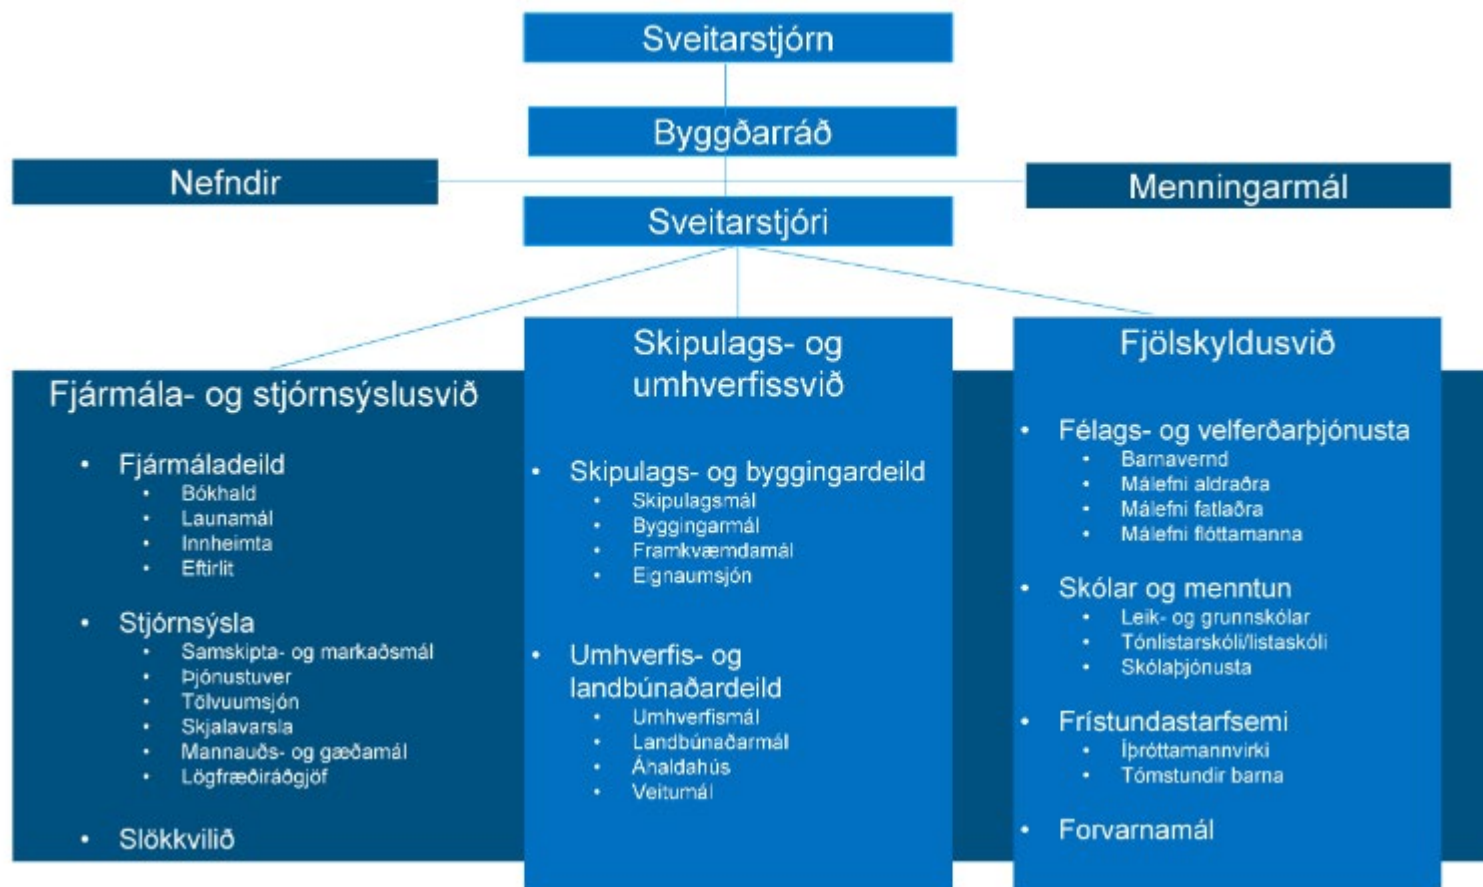 Sveitarstjórn
Byggðarráð
Nefndir
Menningarmál
Sveitarstjóri
Fjármála- og stjórnsýslusvið
• Fjármáladeild
• Bókhald
• Launamál
• Innheimta
• Eftirlit
• Stjórnsýsla
• Samskipta- og markaðsmál
• Þjónustuver
• Tölvuumsjón
• Skjalavarsla
• Mannauðs- og gæðamál
• Lögfræðiráðgjöf
• Slökkvilið
Skipulags- og
umhverfissvið
• Skipulags- og byggingardeild
• Skipulagsmál
• Byggingarmál
• Framkvæmdamál
• Eignaumsjón
• Umhverfis- og
landbúnaðardeild
• Umhverfismál
• Landbúnaðarmál
• Áhaldahús
• Veitumál
Fjölskyldusvið
• Félags- og velferðarþjónusta
• Barnavernd
• Málefni aldraðra
• Málefni fatlaðra
• Málefni flóttamanna
• Skólar og menntun
• Leik- og grunnskólar
• Tónlistarskóli/listaskóli
• Skólaþjónusta
• Frístundastarfsemi
• Íþróttamannvirki
• Tómstundir barna
• Forvarnamál